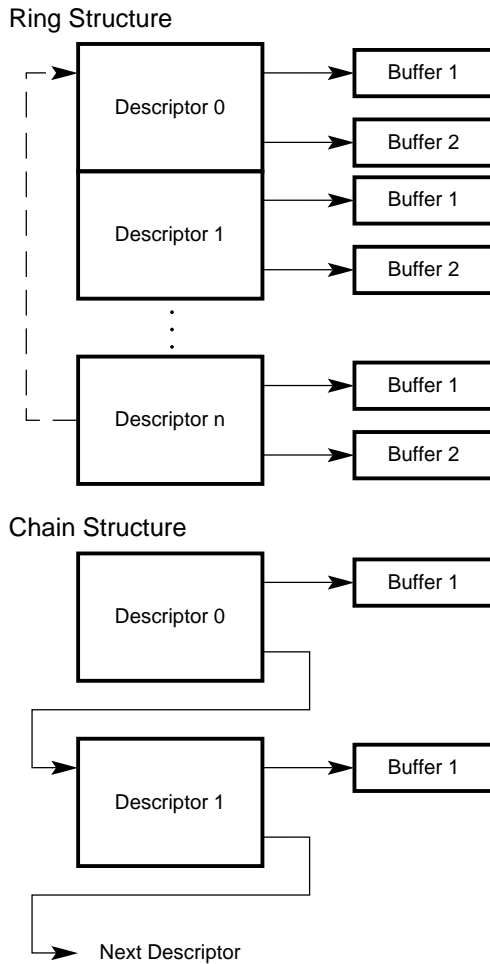 Ring Structure
Descriptor 0
Buffer 1
Buffer 2
Descriptor 1
Buffer 1
Buffer 2
Descriptor n
Buffer 1
Buffer 2
Chain Structure
Descriptor 0
Buffer 1
Descriptor 1
Buffer 1
Next Descriptor